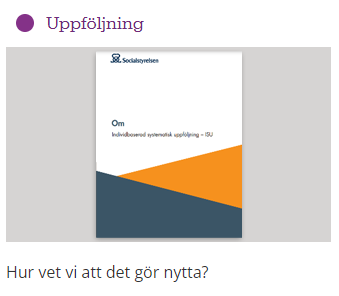 Uppföljning
Socialstyrelsen
Om
Individbaserad systematisk uppföljning – ISU
Hur vet vi att det gör nytta?